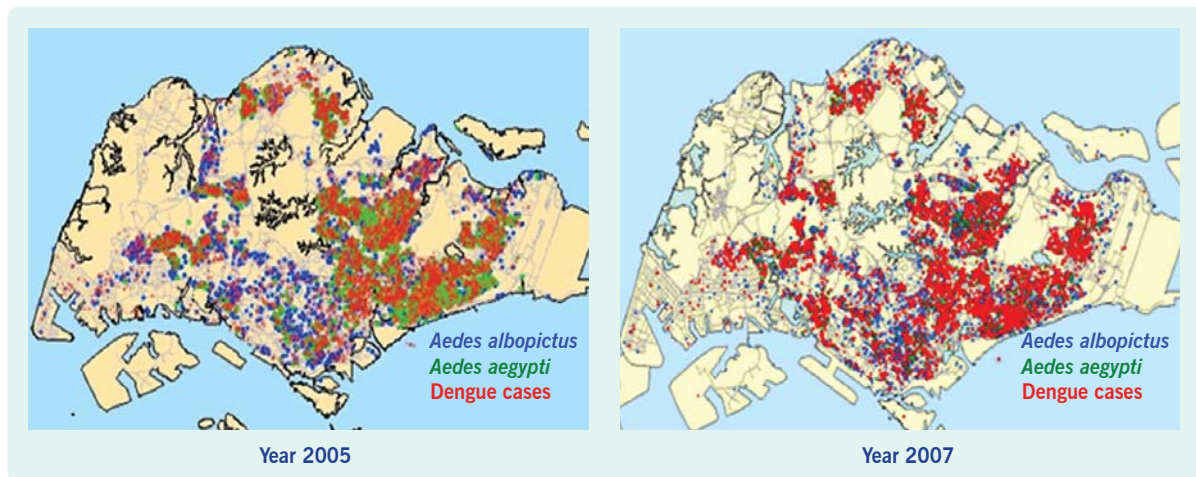 Aedes albopictus
Aedes aegypti
Dengue cases
Year 2005
Aedes albopictus
Aedes aegypti
Dengue cases
Year 2007